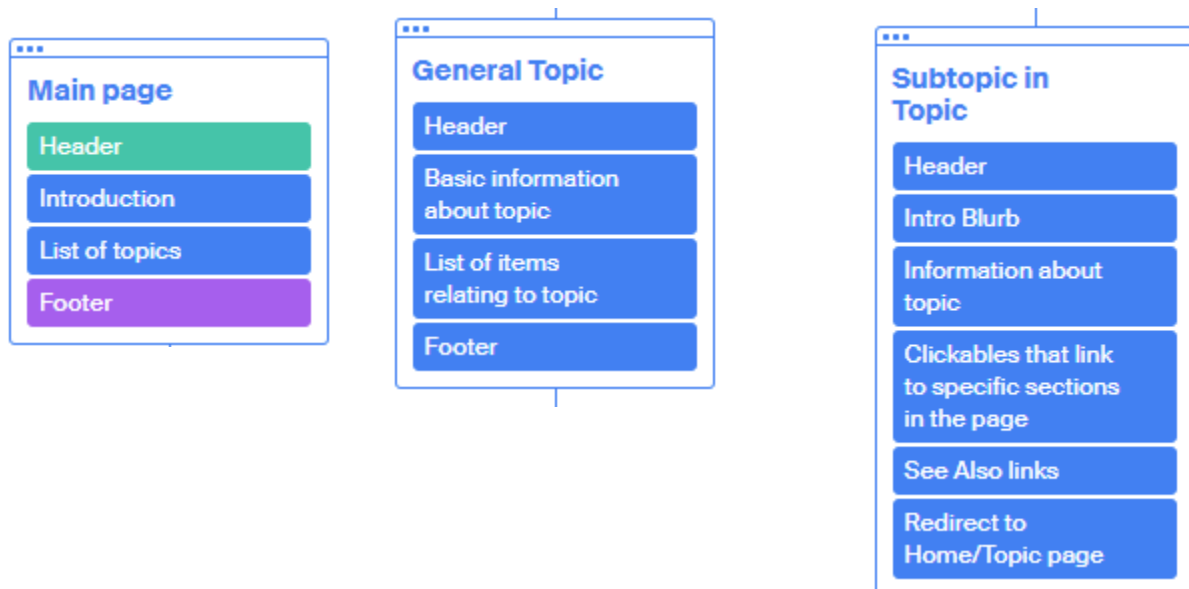 Main page
Header
Introduction
List of topics
Footer
General Topic
Header
Basic information
about topic
List of items
relating to topic
Footer
Subtopic in
Topic
Header
Intro Blurb
Information about
topic
Clickables that link
to specific sections
in the page
See Also links
Redirect to
Home/Topic page